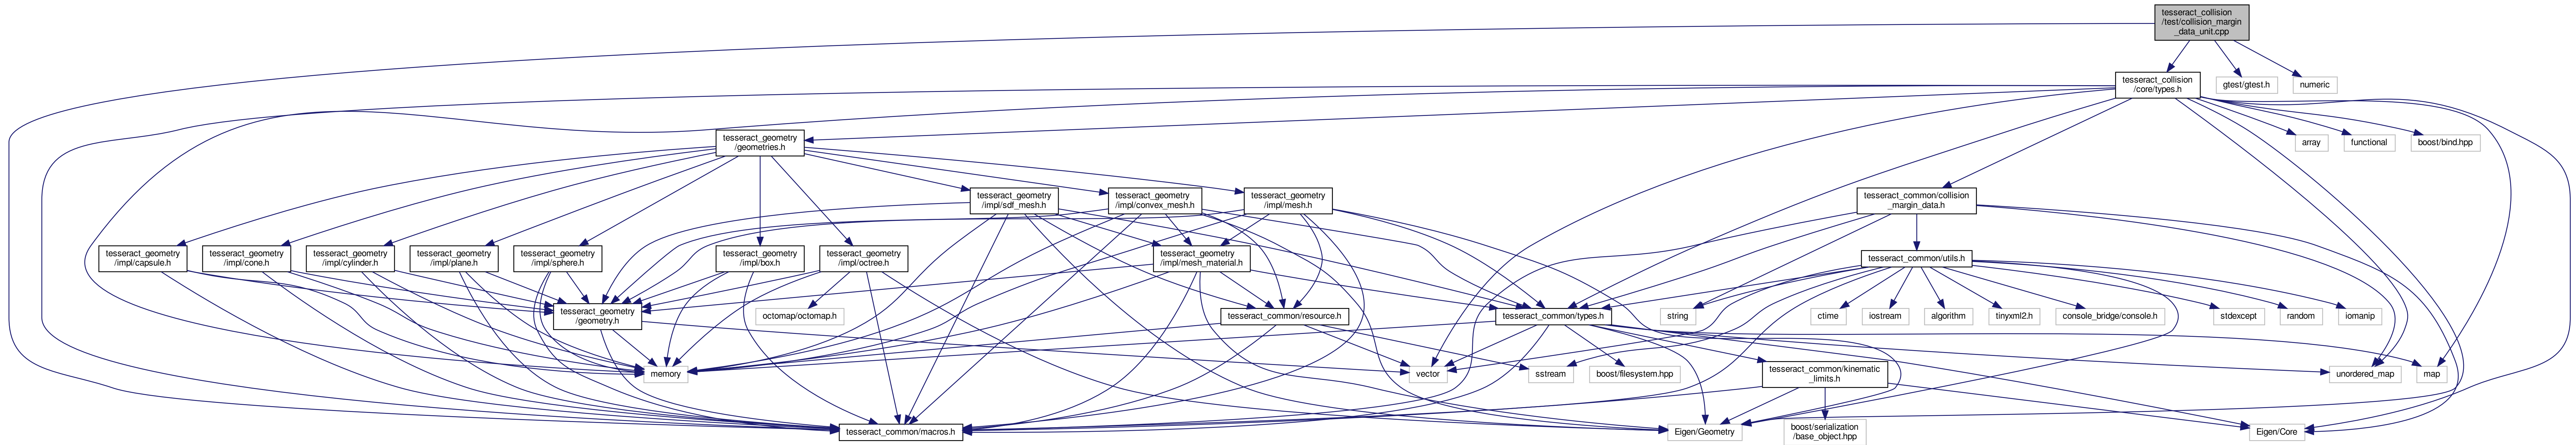 tesseract_collision
/test/collision_margin
_data_unit.cpp
tesseract_collision
/core/types.h
gtest/gtest.h
numeric
tesseract_geometry
/geometries.h
array
functional
boost/bind.hpp
tesseract_geometry
/impl/sdf_mesh.h
tesseract_geometry
/impl/convex_mesh.h
tesseract_geometry
/impl/mesh.h
tesseract_common/collision
_margin_data.h
tesseract_geometry
/impl/capsule.h
tesseract_geometry
/impl/cone.h
tesseract_geometry
/impl/cylinder.h
tesseract_geometry
/impl/plane.h
tesseract_geometry
/impl/sphere.h
tesseract_geometry
/impl/box.h
tesseract_geometry
/impl/octree.h
tesseract_geometry
/impl/mesh_material.h
tesseract_common/utils.h
tesseract_geometry
/geometry.h
octomap/octomap.h
tesseract_common/resource.h
tesseract_common/types.h
string
ctime
iostream
algorithm
tinyxml2.h
console_bridge/console.h
stdexcept
random
iomanip
memory
vector
sstream
boost/filesystem.hpp
tesseract_common/kinematic
_limits.h
unordered_map
map
tesseract_common/macros.h
Eigen/Geometry
boost/serialization
/base_object.hpp
Eigen/Core